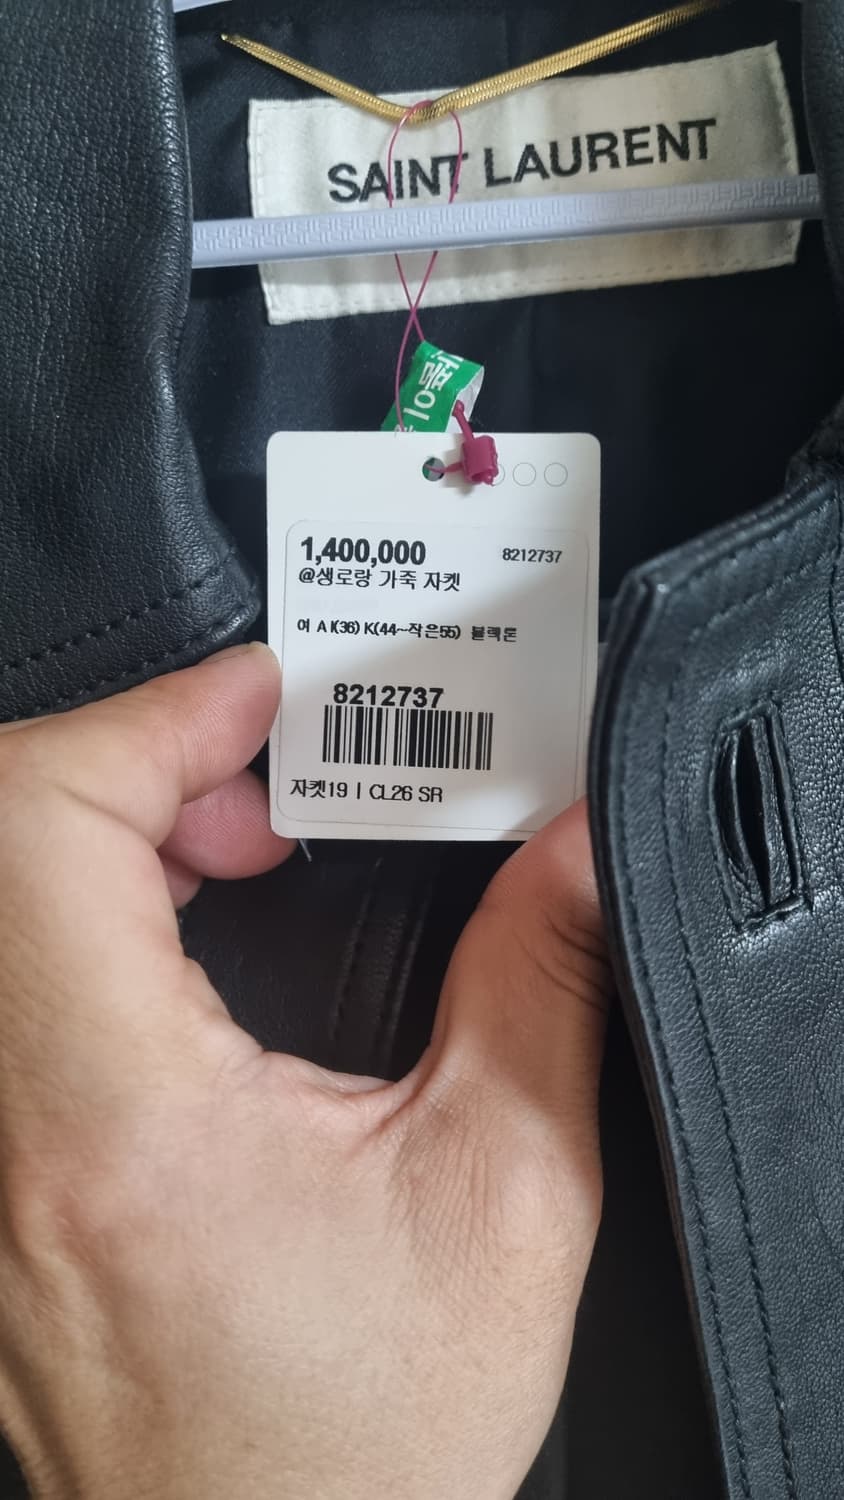 SAINT LAURENT
1,400,000
8212737
@생로랑 가죽 자켓
여 A I(36) K(44~작은55) 블랙톤
8212737
자켓19 I CL26 SR